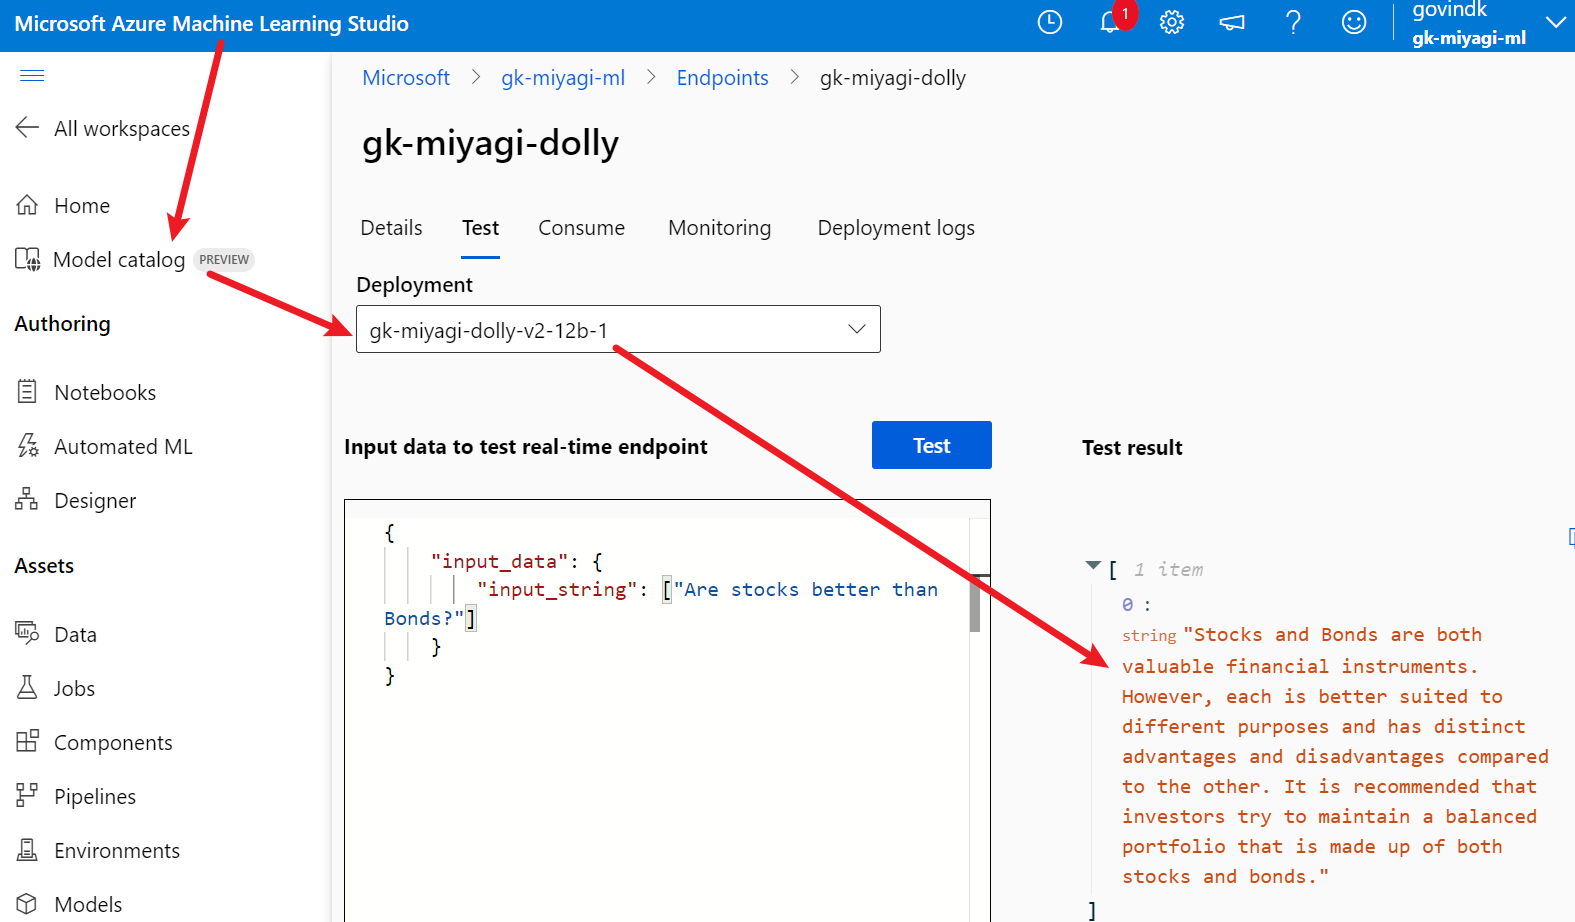 Microsoft Azure Machine Learning Studio
1
govindk
gk-miyagi-ml
All workspaces
Home
Model catalog PREVIEW
Authoring
Notebooks
Automated ML
Designer
Assets
Data
Jobs
Components
Pipelines
Environments
Models
Microsoft > gk-miyagi-ml > Endpoints > gk-miyagi-dolly
gk-miyagi-dolly
Details Test Consume Monitoring Deployment logs
Deployment
gk-miyagi-dolly-v2-12b-1
Input data to test real-time endpoint
Test
{
"input_data": {
"input_string": ["Are stocks better than
Bonds?"]
}
}
Test result
[ 1 item
0 :
string "Stocks and Bonds are both
valuable financial instruments.
However, each is better suited to
different purposes and has distinct
advantages and disadvantages compared
to the other. It is recommended that
investors try to maintain a balanced
portfolio that is made up of both
stocks and bonds."
]